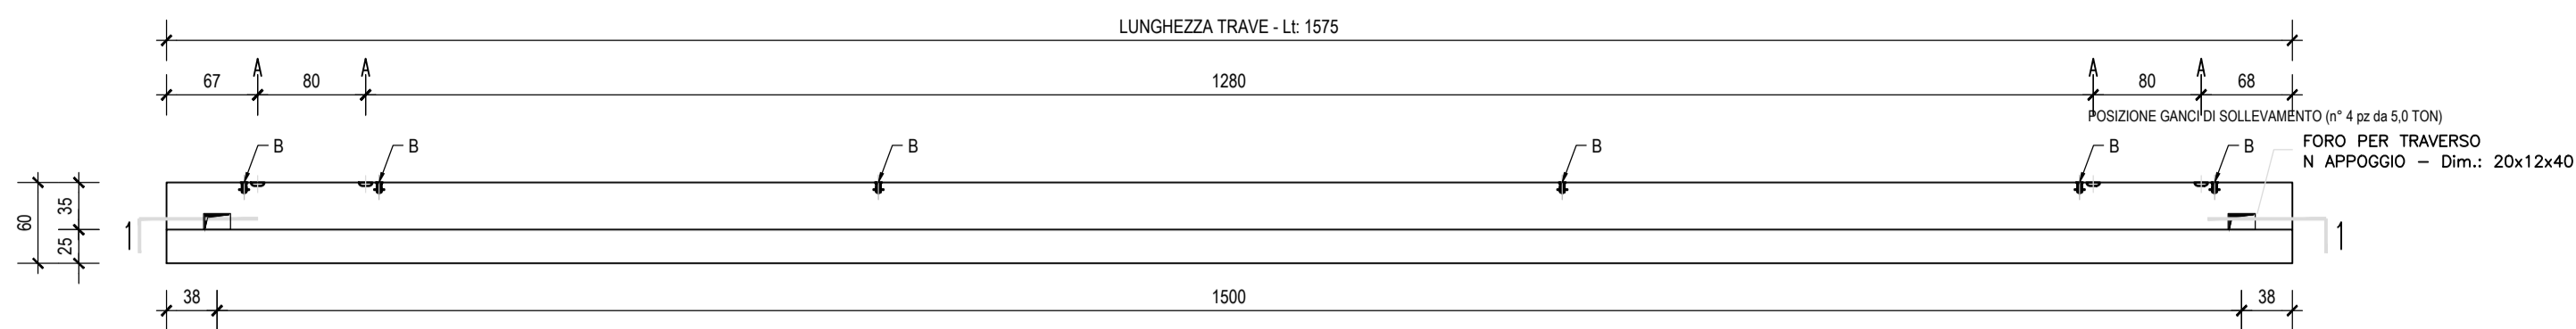 LUNGHEZZA TRAVE - Lt: 1575
67 A 80 A 1280 A 80 A 68
POSIZIONE GANCI DI SOLLEVAMENTO (n° 4 pz da 5,0 TON)
FORO PER TRAVERSO
N APPOGGIO – Dim.: 20x12x40
B B B B B B
60 35 25
1 1
38 1500 38